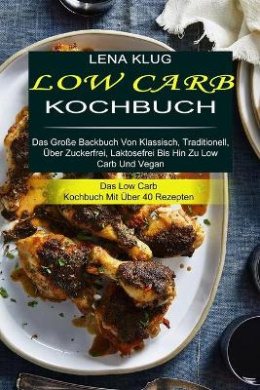 LENA KLUG
LOW CARB
KOCHBUCH
Das Große Backbuch Von Klassisch, Traditionell,
Über Zuckerfrei, Laktosefrei Bis Hin Zu Low
Carb Und Vegan
Das Low Carb
Kochbuch Mit Über 40 Rezepten